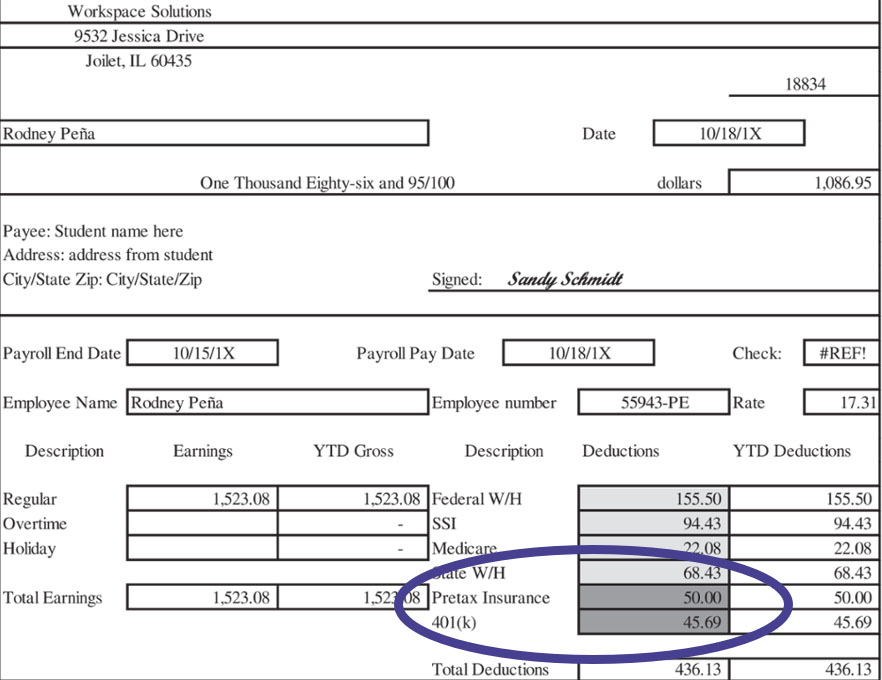 Workspace Solutions
9532 Jessica Drive
Joilet, IL 60435
18834
Rodney Peña Date 10/18/1X
One Thousand Eighty-six and 95/100 dollars 1,086.95
Payee: Student name here
Address: address from student
City/State Zip: City/State/Zip Signed: Sandy Schmidt
Payroll End Date 10/15/1X Payroll Pay Date 10/18/1X Check: #REF!
Employee Name Rodney Peña Employee number 55943-PE Rate 17.31
Description Earnings YTD Gross Description Deductions YTD Deductions
Regular 1,523.08 1,523.08 Federal W/H 155.50 155.50
Overtime - SSI 94.43 94.43
Holiday - Medicare 22.08 22.08
State W/H 68.43 68.43
Total Earnings 1,523.08 1,523.08 Pretax Insurance 50.00 50.00
401(k) 45.69 45.69
Total Deductions 436.13 436.13